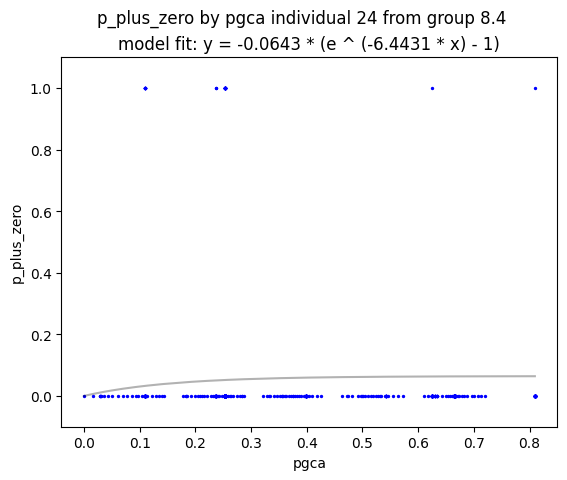 p_plus_zero by pgca individual 24 from group 8.4
model fit: y = -0.0643 * (e ^ (-6.4431 * x) - 1)
1.0
0.8
0.6
0.4
0.2
0.0
p_plus_zero
0.0 0.1 0.2 0.3 0.4 0.5 0.6 0.7 0.8
pgca